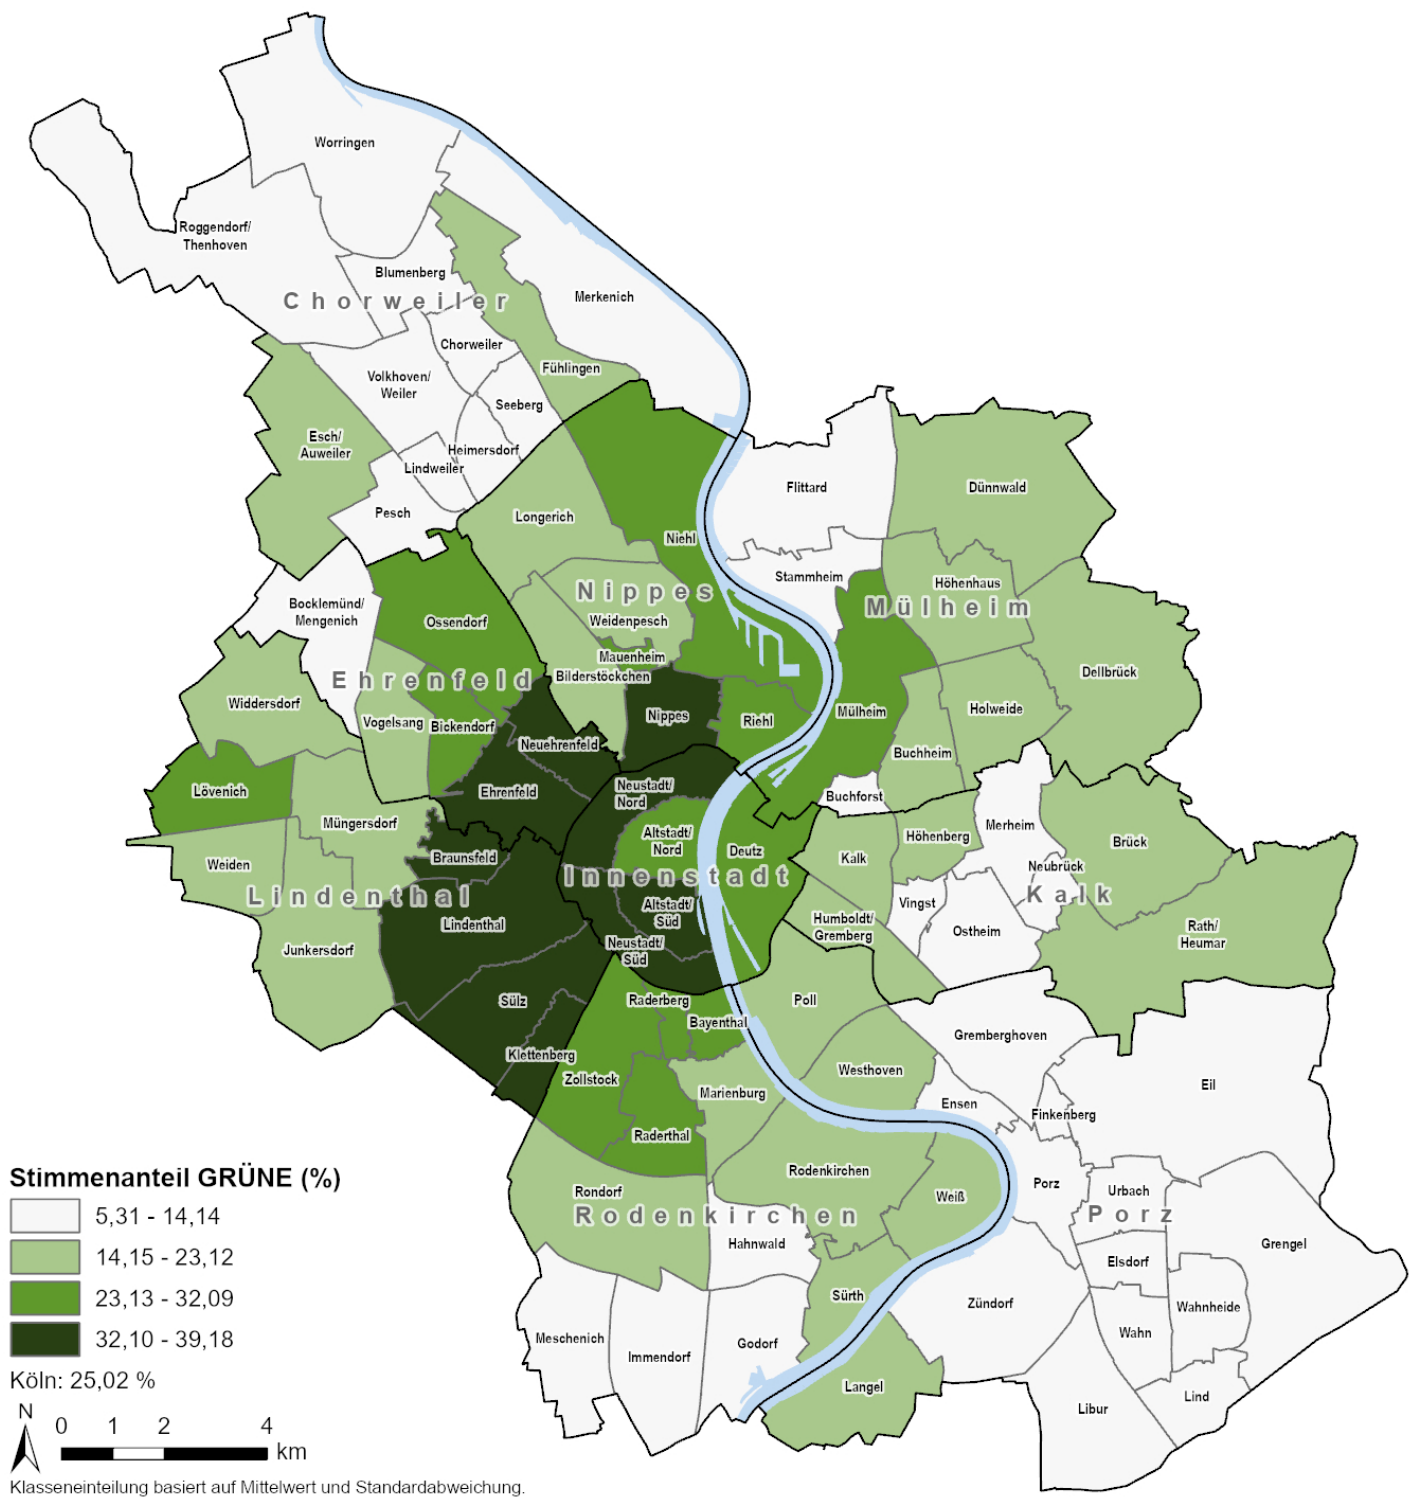 Worringen
Roggendorf/
Thenhoven
Blumenberg
Chorweiler
Merkenich
Chorweiler
Fühlingen
Volkhoven/
Weiler
Seeberg
Esch/
Auweiler
Heimersdorf
Lindweiler
Pesch
Flittard
Dünnwald
Longerich
Niehl
Stammheim
Höhenhaus
Nippes
Mülheim
Bocklemünd/
Mengenich
Ossendorf
Weidenpesch
Mauenheim
Dellbrück
Ehrenfeld
Bilderstöckchen
Widdersdorf
Vogelsang
Bickendorf
Nippes
Riehl
Mülheim
Holweide
Neuehrenfeld
Buchheim
Lövenich
Ehrenfeld
Neustadt/
Nord
Buchforst
Müngersdorf
Merheim
Altstadt/
Nord
Deutz
Höhenberg
Brück
Weiden
Braunsfeld
Kalk
Neubrück
Innenstadt
Lindenthal
Kalk
Lindenthal
Altstadt/
Süd
Vingst
Humboldt/
Gremberg
Ostheim
Rath/
Heumar
Junkersdorf
Neustadt/
Süd
Sülz
Raderberg
Poll
Bayenthal
Gremberghoven
Klettenberg
Zollstock
Westhoven
Eil
Marienburg
Ensen
Finkenberg
Raderthal
Rodenkirchen
Porz
Rondorf
Weiß
Urbach
Rodenkirchen
Porz
Hahnwald
Grengel
Elsdorf
Sürth
Zündorf
Wahnheide
Meschenich
Immendorf
Godorf
Wahn
Langel
Lind
Libur
Stimmenanteil GRÜNE (%)
5,31 - 14,14
14,15 - 23,12
23,13 - 32,09
32,10 - 39,18
Köln: 25,02 %
N
0 1 2 4
km
Klasseneinteilung basiert auf Mittelwert und Standardabweichung.